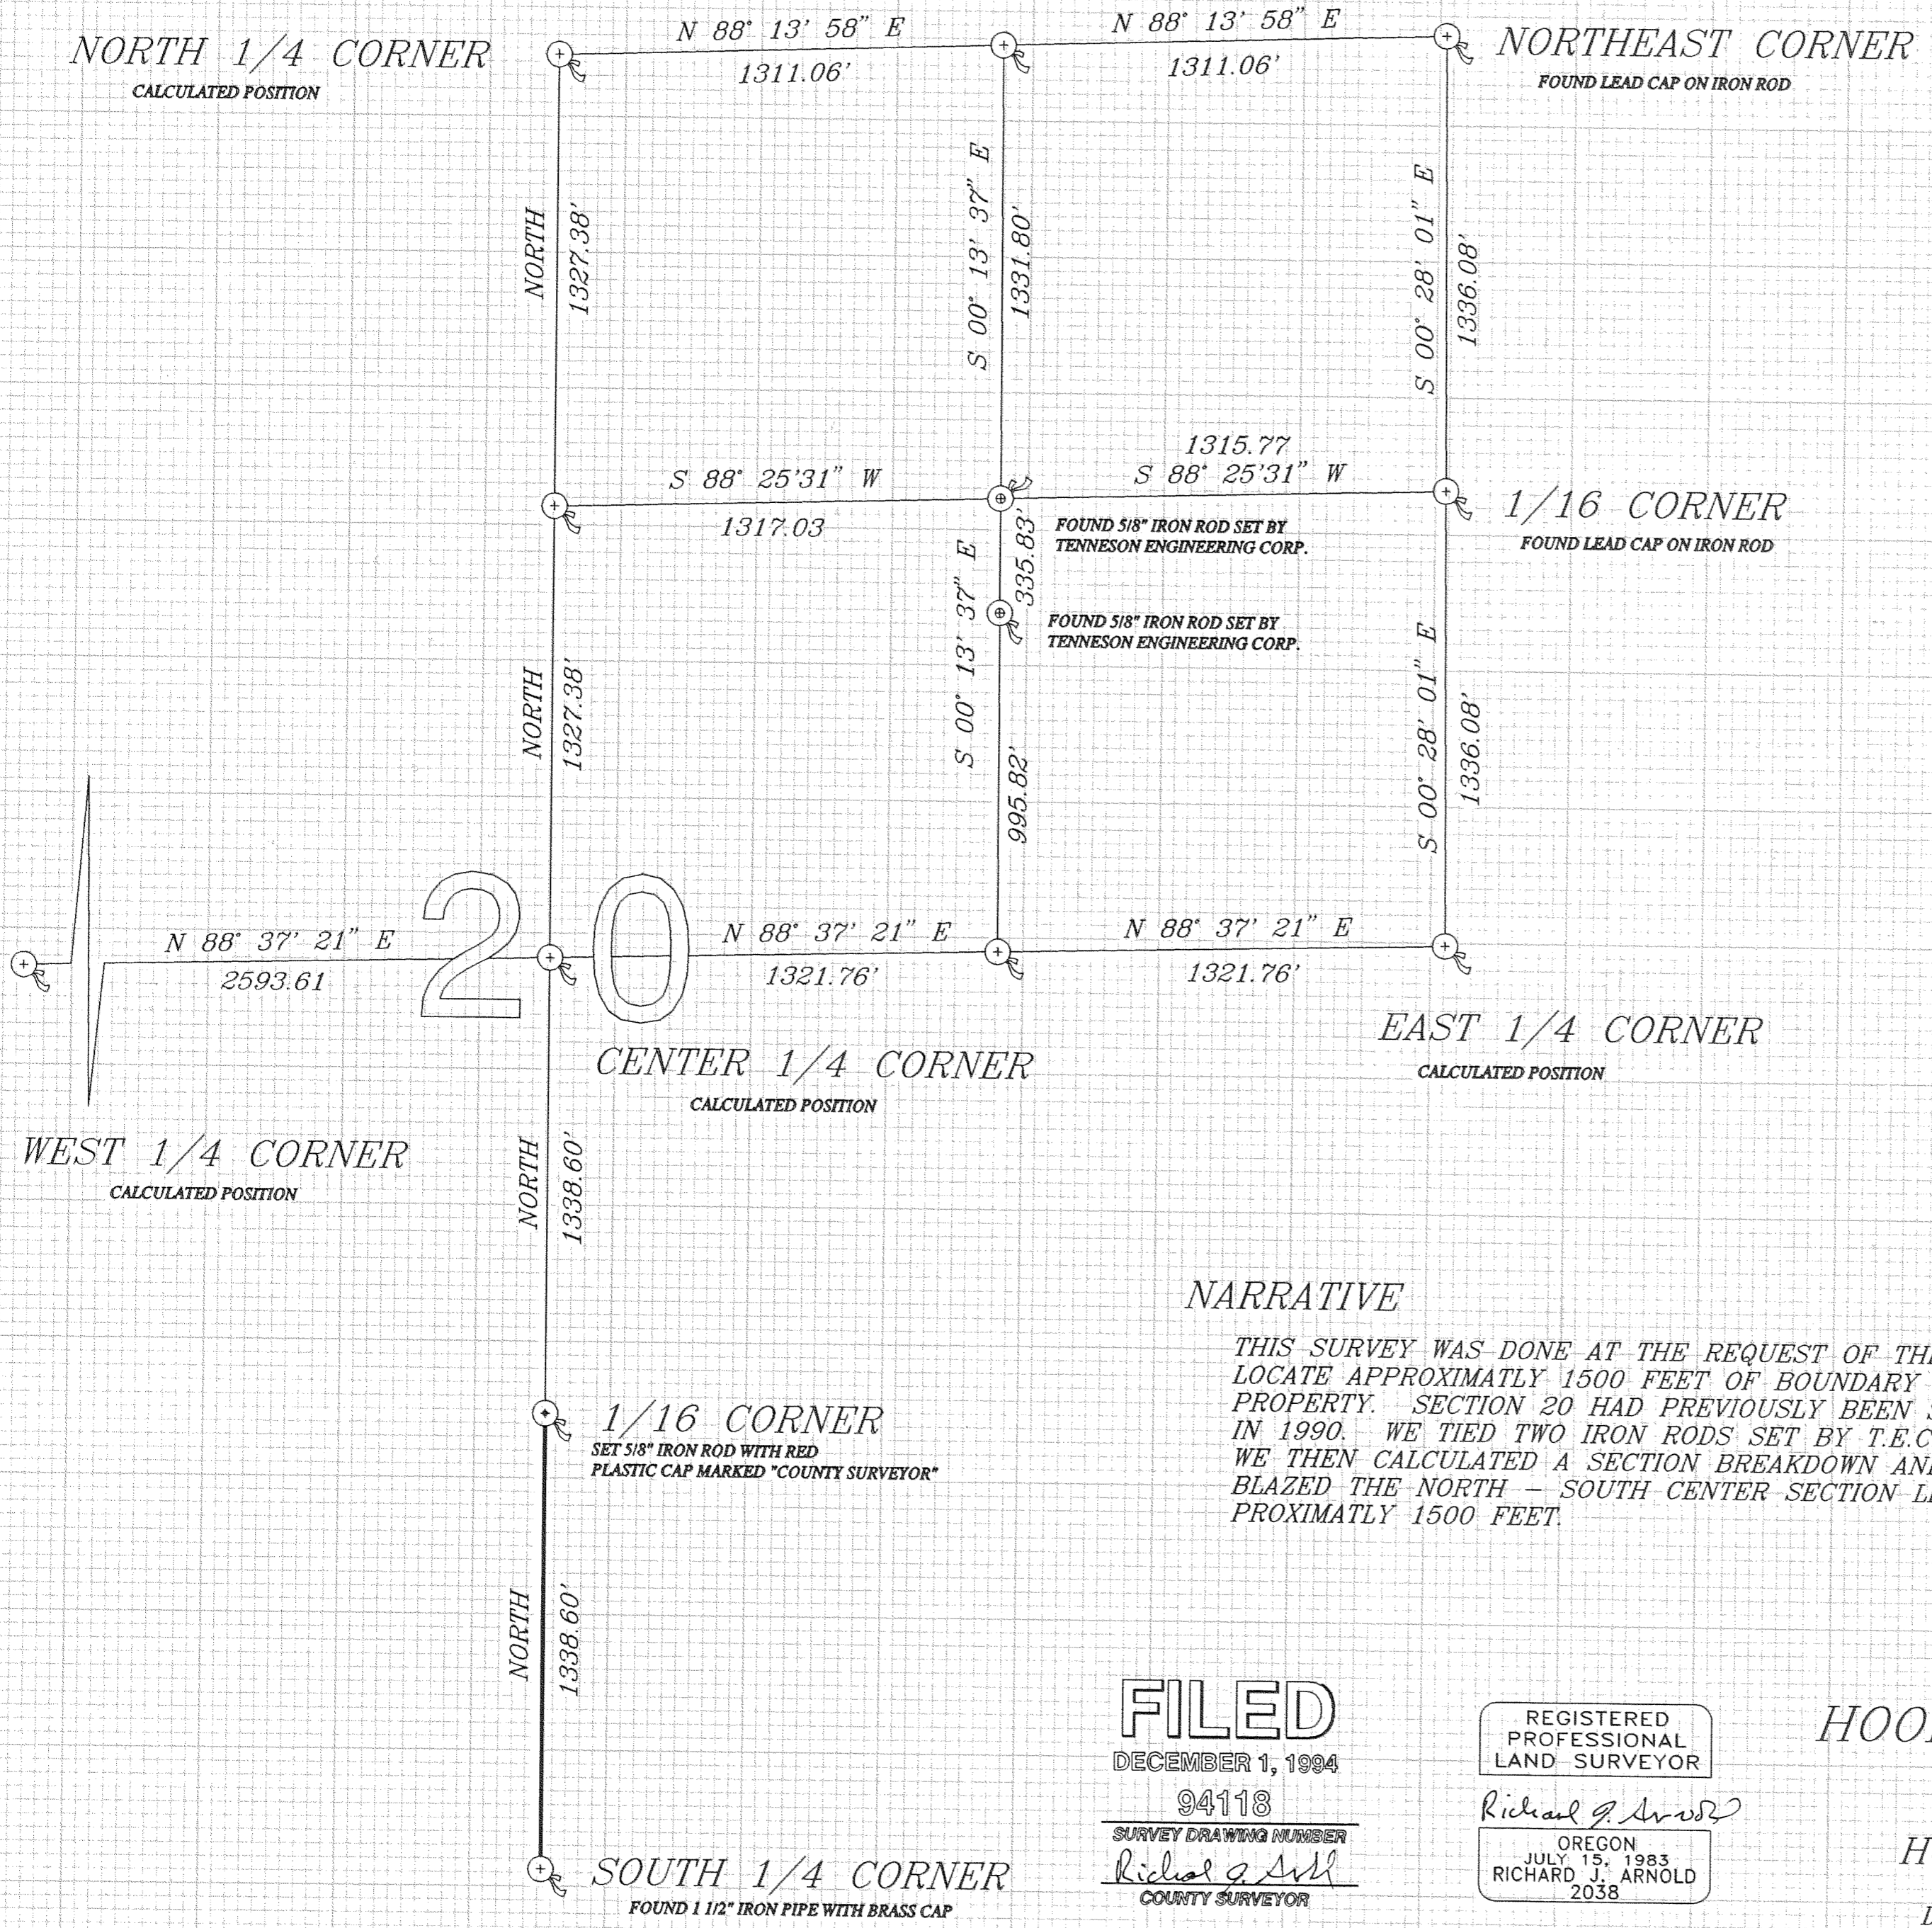 N 88° 13' 58" E
N 88° 13' 58" E
NORTH 1/4 CORNER
CALCULATED POSITION
1311.06'
1311.06'
NORTHEAST CORNER
FOUND LEAD CAP ON IRON ROD
NORTH
1327.38'
S 00° 13' 37" E
1331.80'
S 00° 28' 01" E
1336.08'
S 88° 25'31" W
1317.03
1315.77
S 88° 25'31" W
1/16 CORNER
FOUND LEAD CAP ON IRON ROD
FOUND 5/8" IRON ROD SET BY
TENNESON ENGINEERING CORP.
335.83'
FOUND 5/8" IRON ROD SET BY
TENNESON ENGINEERING CORP.
NORTH
1327.38'
S 00° 13' 37" E
995.82'
S 00° 28' 01" E
1336.08'
N 88° 37' 21" E
2593.61
20
N 88° 37' 21" E
1321.76'
N 88° 37' 21" E
1321.76'
EAST 1/4 CORNER
CALCULATED POSITION
CENTER 1/4 CORNER
CALCULATED POSITION
WEST 1/4 CORNER
CALCULATED POSITION
NORTH
1338.60'
NARRATIVE
THIS SURVEY WAS DONE AT THE REQUEST OF TH
LOCATE APPROXIMATLY 1500 FEET OF BOUNDARY
PROPERTY. SECTION 20 HAD PREVIOUSLY BEEN
IN 1990. WE TIED TWO IRON RODS SET BY T.E.C
WE THEN CALCULATED A SECTION BREAKDOWN AN
BLAZED THE NORTH - SOUTH CENTER SECTION L
PROXIMATLY 1500 FEET.
1/16 CORNER
SET 5/8" IRON ROD WITH RED
PLASTIC CAP MARKED "COUNTY SURVEYOR"
NORTH
1338.60'
SOUTH 1/4 CORNER
FOUND 1 1/2" IRON PIPE WITH BRASS CAP
FILED
DECEMBER 1, 1994
94118
SURVEY DRAWING NUMBER
Richard J. Arnold
COUNTY SURVEYOR
REGISTERED
PROFESSIONAL
LAND SURVEYOR
Richard J. Arnold
OREGON
JULY 15, 1983
RICHARD J. ARNOLD
2038
HOO
H